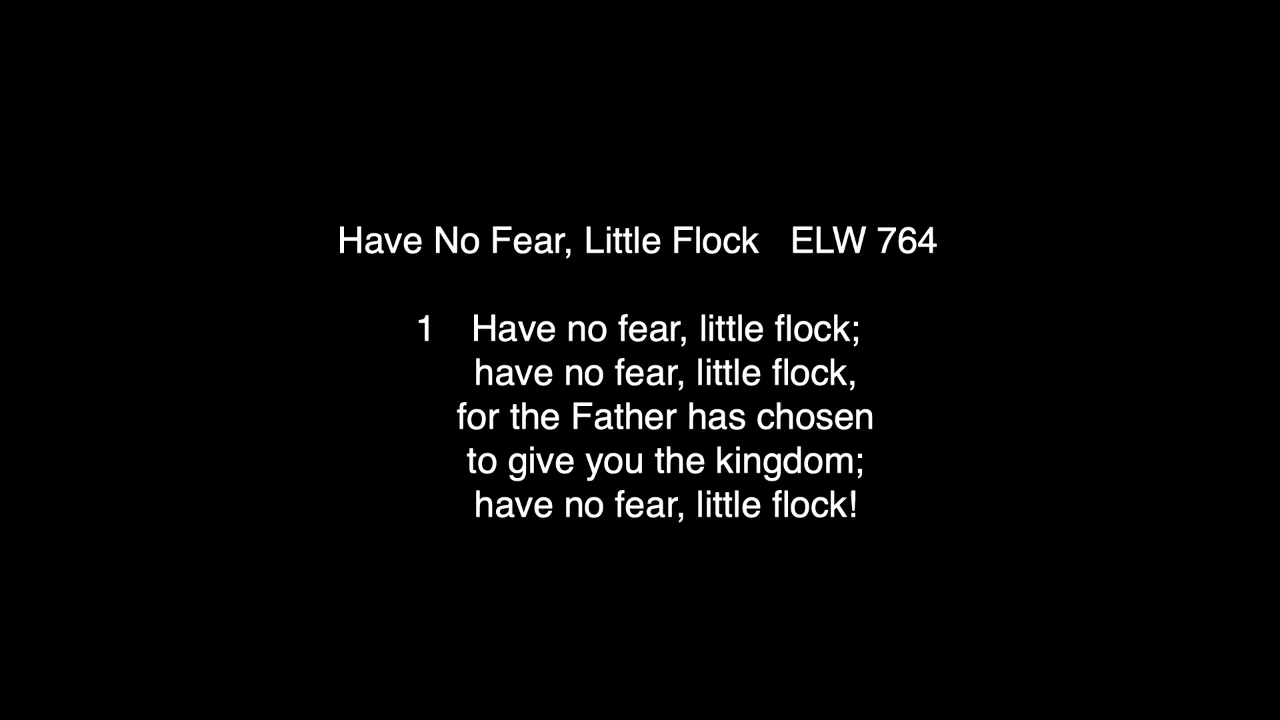 Have No Fear, Little Flock ELW 764
1 Have no fear, little flock;
have no fear, little flock,
for the Father has chosen
to give you the kingdom;
have no fear, little flock!